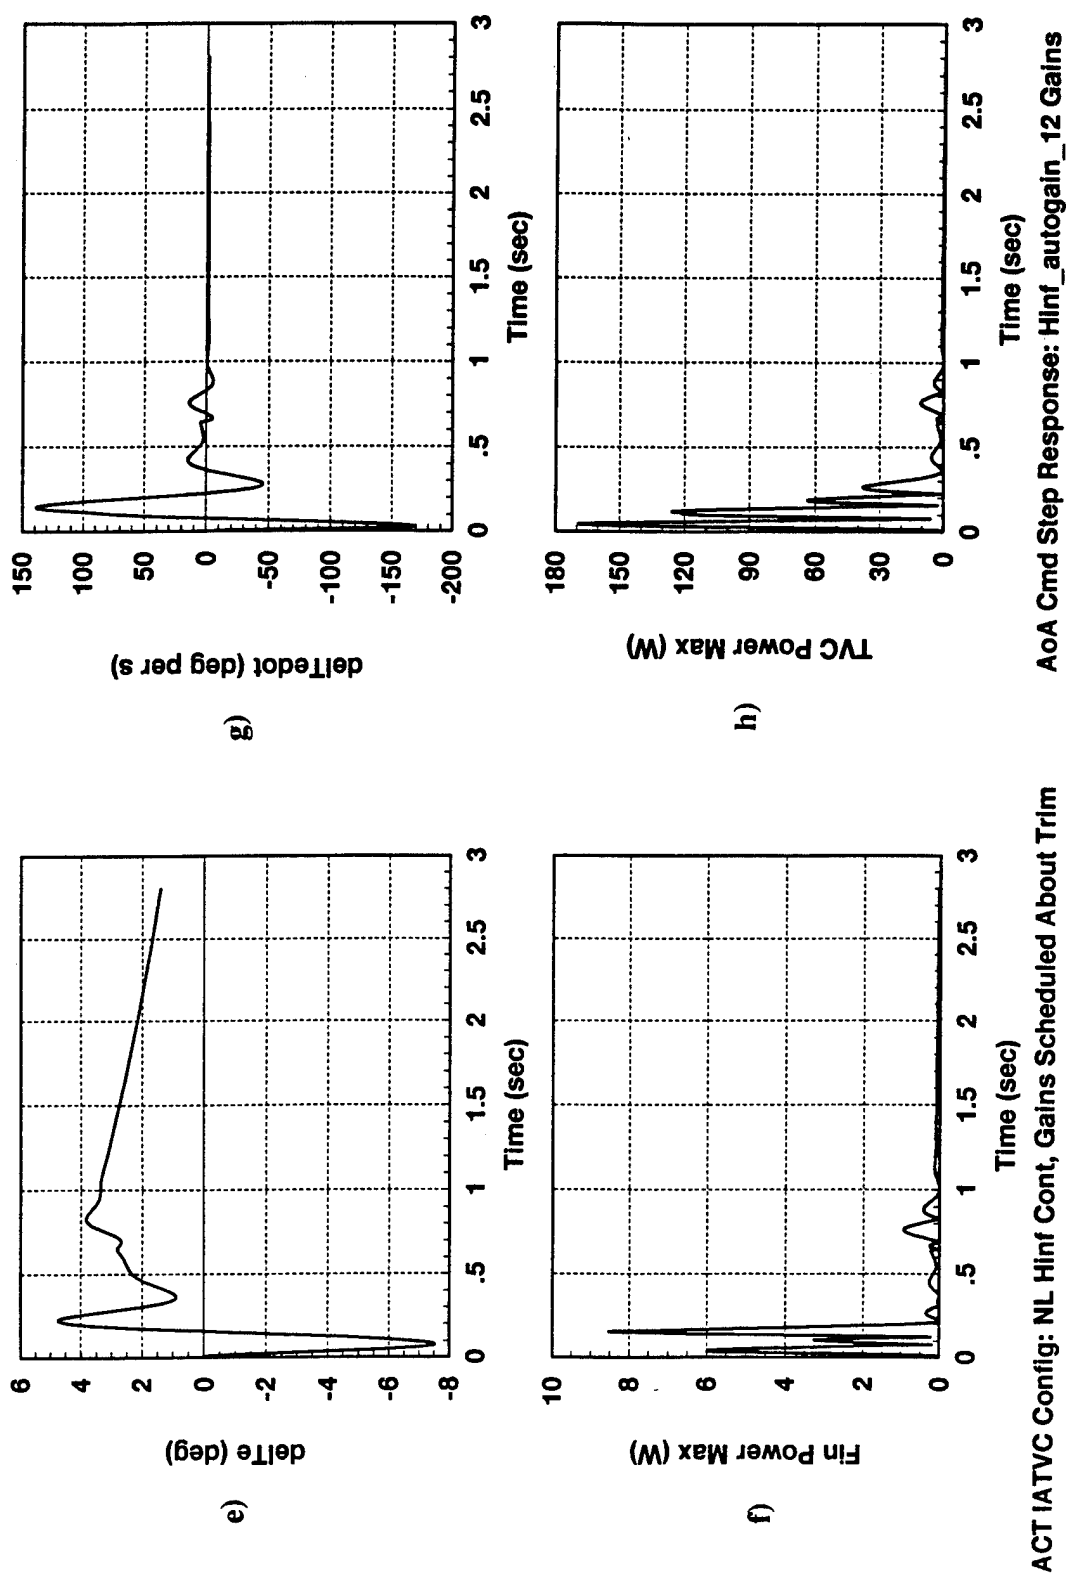 e)
delTe (deg)
6
4
2
0
-2
-4
-6
-8
0 .5 1 1.5 2 2.5 3
Time (sec)
g)
delTedot (deg per s)
150
100
50
0
-50
-100
-150
-200
0 .5 1 1.5 2 2.5 3
Time (sec)
f)
Fin Power Max (W)
10
8
6
4
2
0
0 .5 1 1.5 2 2.5 3
Time (sec)
h)
TVC Power Max (W)
180
150
120
90
60
30
0
0 .5 1 1.5 2 2.5 3
Time (sec)
ACT IATVC Config: NL Hinf Cont, Gains Scheduled About Trim
AoA Cmd Step Response: Hinf_autogain_12 Gains